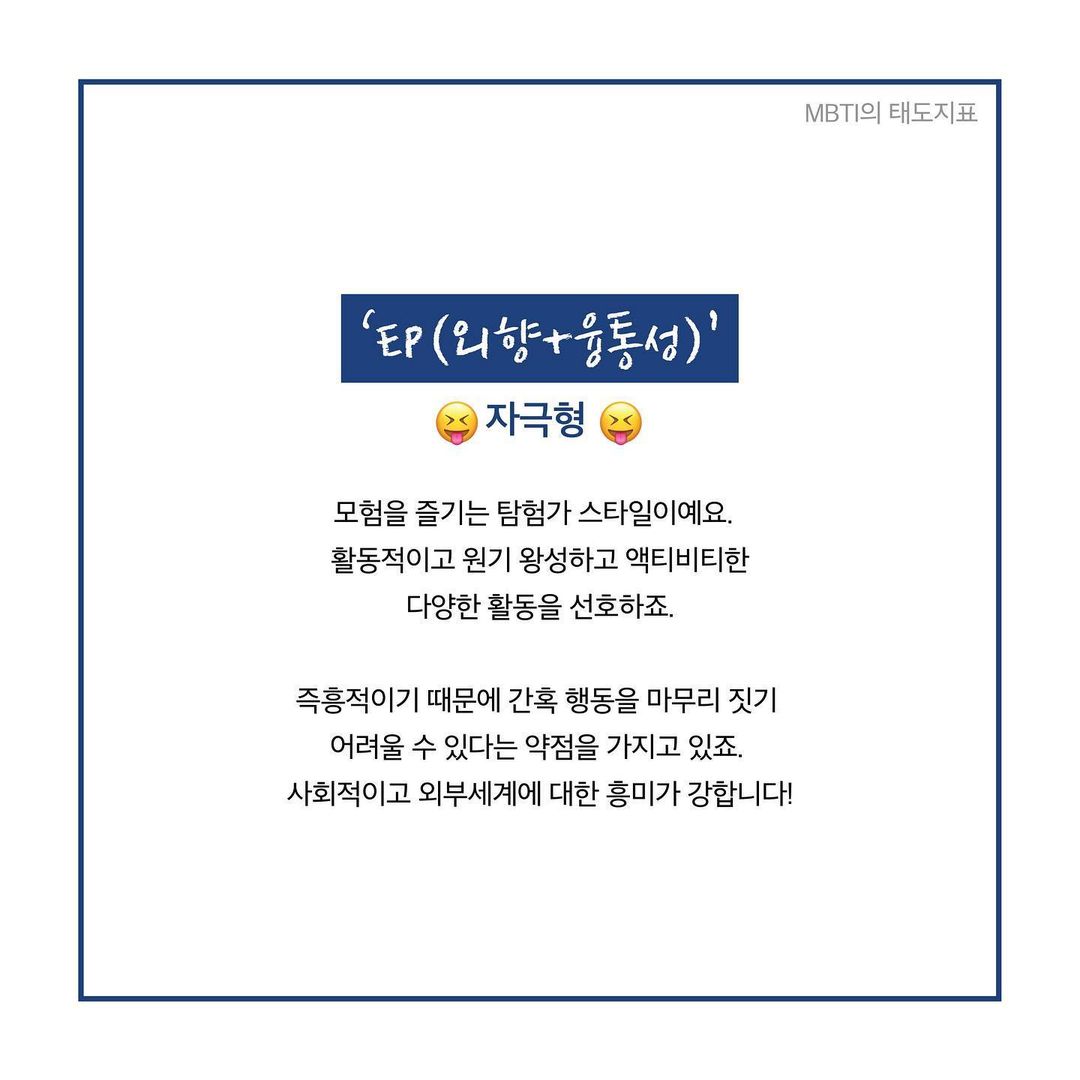 MBTI의 태도지표
‘EP(외향+융통성)’
😝 자극형 😝
모험을 즐기는 탐험가 스타일이예요.
활동적이고 원기 왕성하고 액티비티한
다양한 활동을 선호하죠.
즉흥적이기 때문에 간혹 행동을 마무리 짓기
어려울 수 있다는 약점을 가지고 있죠.
사회적이고 외부세계에 대한 흥미가 강합니다!